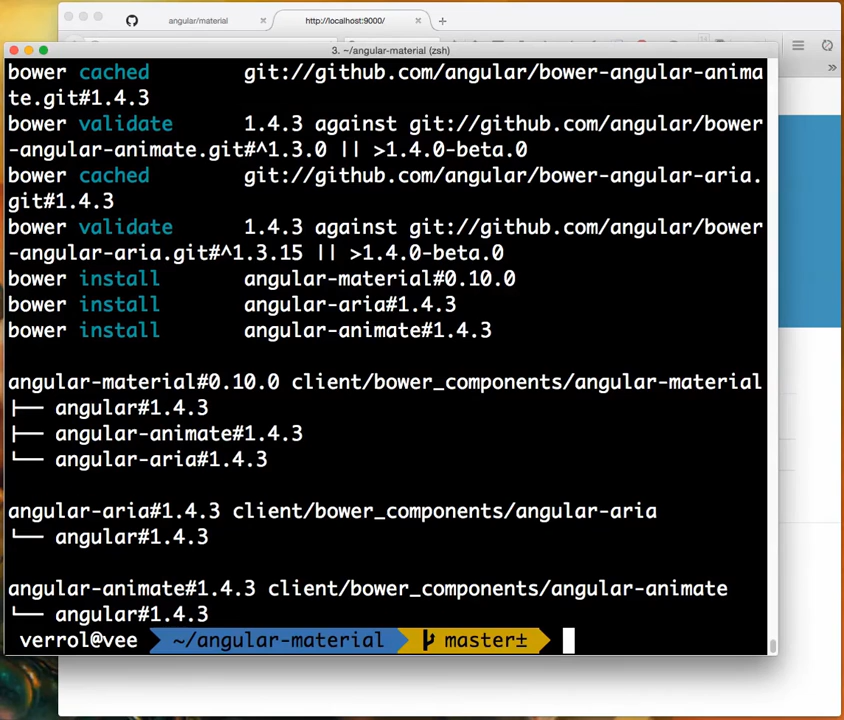 angular/material
http://localhost:9000/
3. ~/angular-material (zsh)
bower cached git://github.com/angular/bower-angular-anima
te.git#1.4.3
bower validate 1.4.3 against git://github.com/angular/bower
-angular-animate.git#^1.3.0 || >1.4.0-beta.0
bower cached git://github.com/angular/bower-angular-aria.
git#1.4.3
bower validate 1.4.3 against git://github.com/angular/bower
-angular-aria.git#^1.3.15 || >1.4.0-beta.0
bower install angular-material#0.10.0
bower install angular-aria#1.4.3
bower install angular-animate#1.4.3
angular-material#0.10.0 client/bower_components/angular-material
├── angular#1.4.3
├── angular-animate#1.4.3
└── angular-aria#1.4.3
angular-aria#1.4.3 client/bower_components/angular-aria
└── angular#1.4.3
angular-animate#1.4.3 client/bower_components/angular-animate
└── angular#1.4.3
verrol@vee ~/angular-material master±